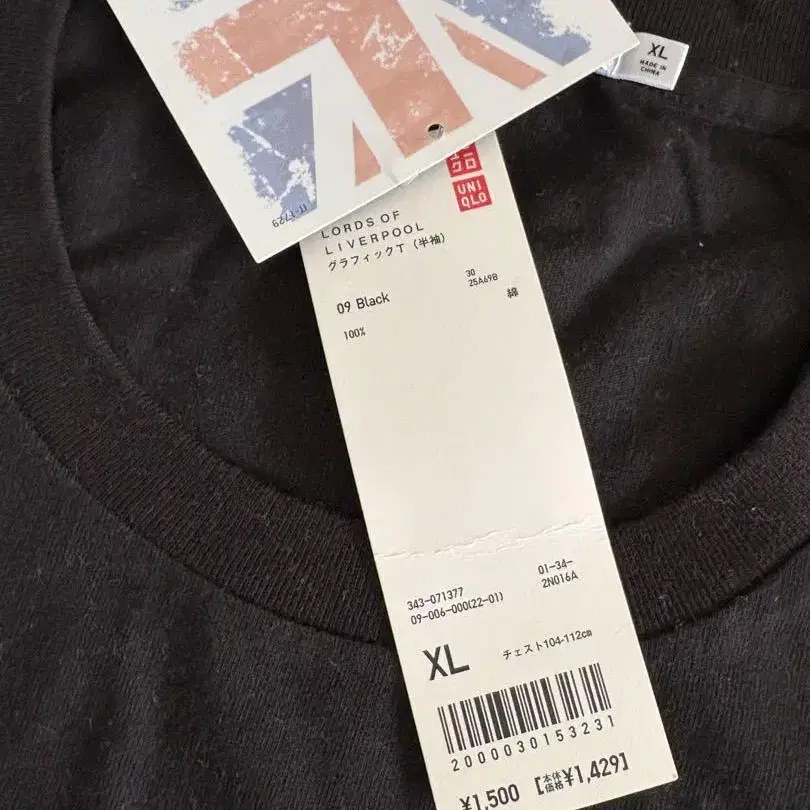 XL
MADE IN
CHINA
クロ
UNI
QLO
LORDS OF
LIVERPOOL
グラフィックT (半袖)
30
25A69B
09 Black
綿
100%
343-071377
01-34-
09-006-000(22-01)
2N016A
XL
チェスト104-112cm
2000030153231
¥1,500 [本体価格¥1,429]